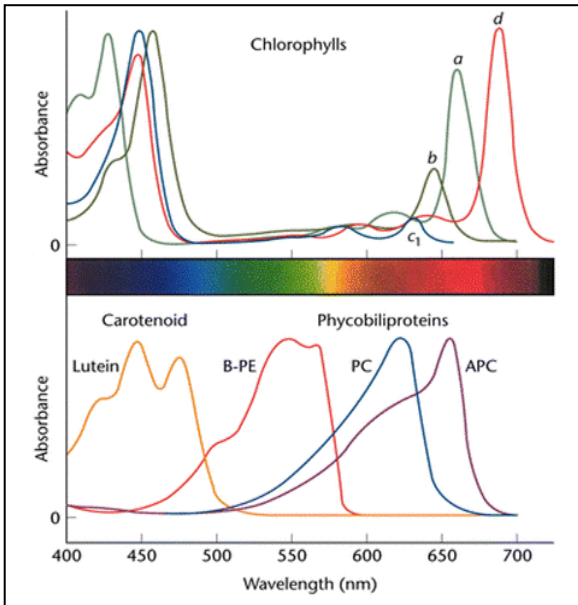 Chlorophylls
d
a
b
c1
Absorbance
0
Carotenoid
Phycobiliproteins
Lutein
B-PE
PC
APC
Absorbance
0
400 450 500 550 600 650 700
Wavelength (nm)